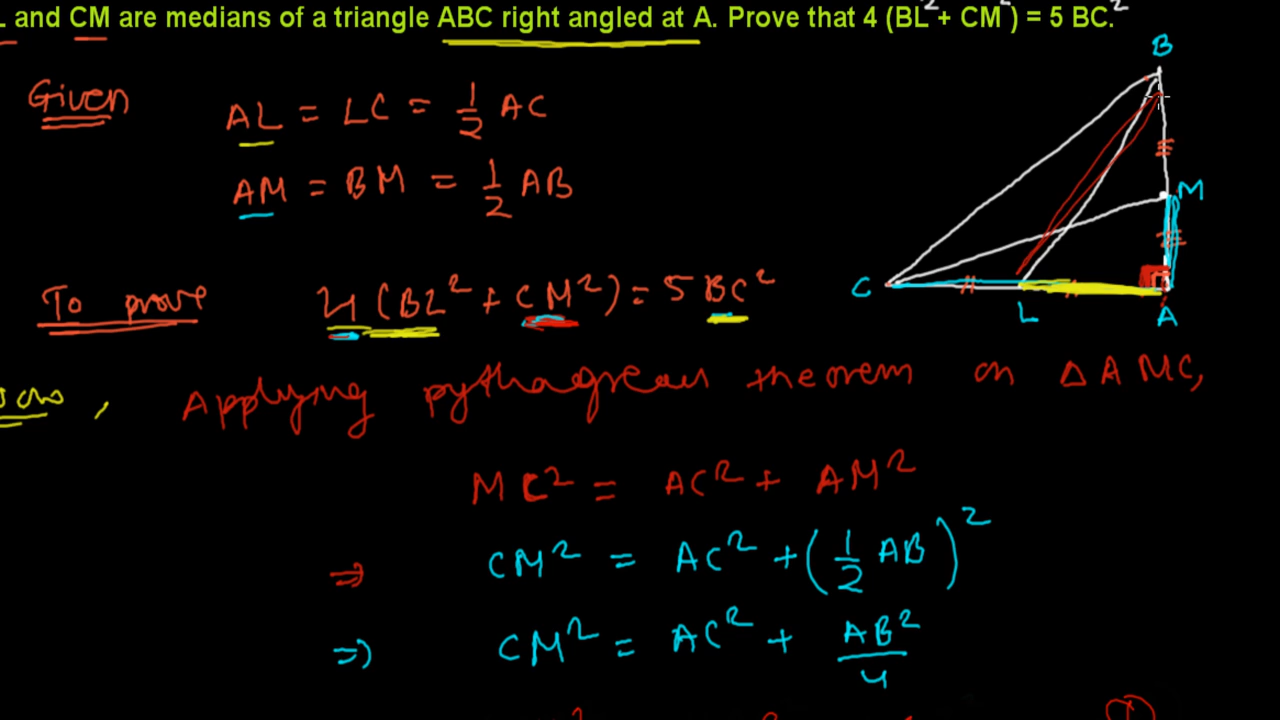 L and CM are medians of a triangle ABC right angled at A. Prove that 4 (BL² + CM²) = 5 BC.²
Given
AL = LC = 1/2 AC
AM = BM = 1/2 AB
To prove 4 (BL² + CM²) = 5 BC²
B
M
C
L
A
, Applying pythagorean theorem on Δ AMC,
MC² = AC² + AM²
⇒ CM² = AC² + (1/2 AB)²
⇒ CM² = AC² + AB²/4